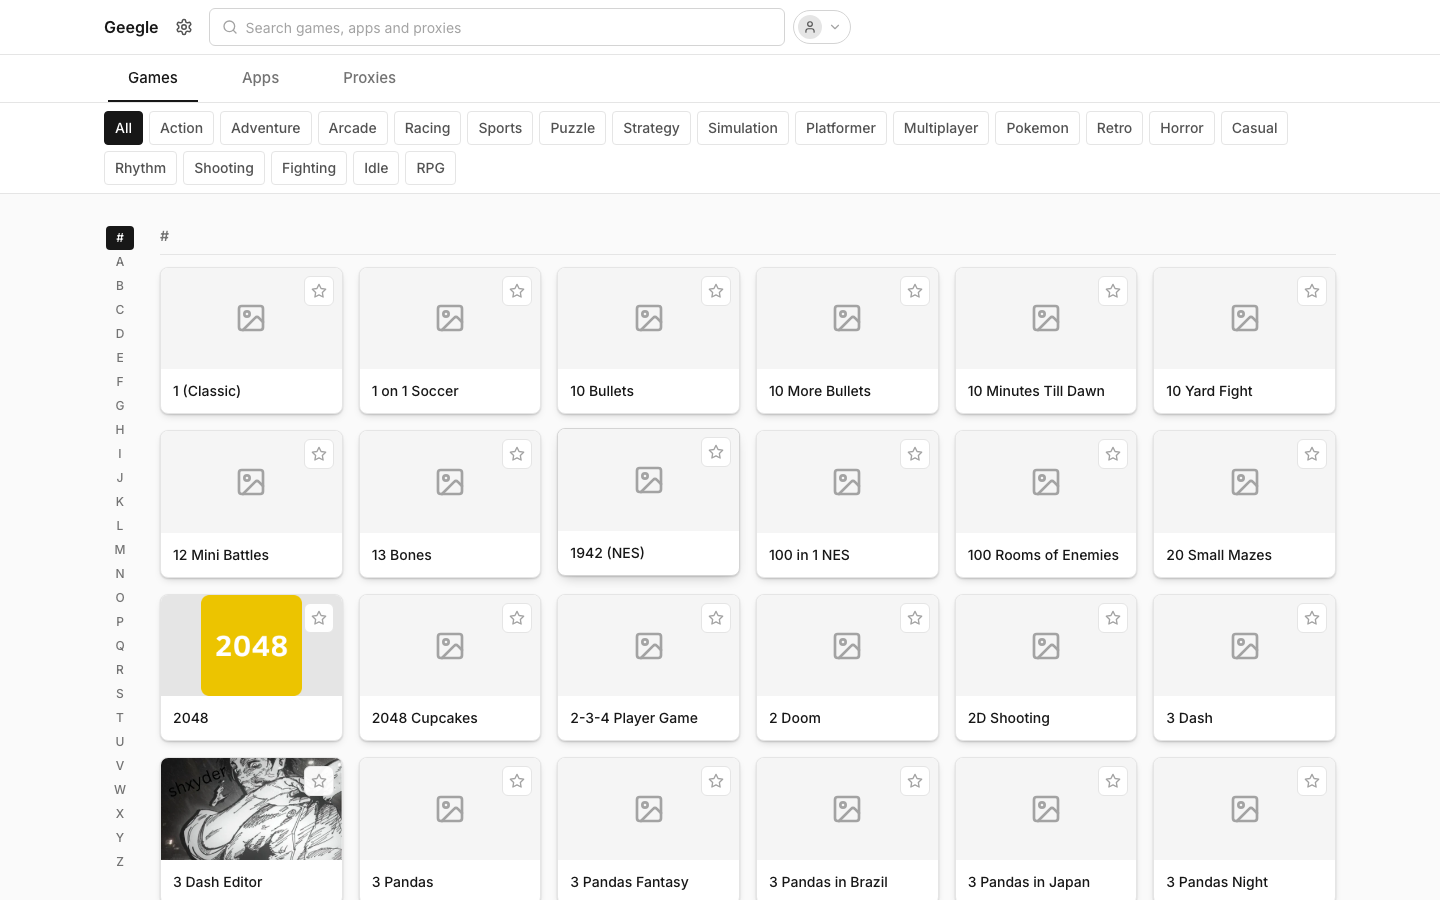 Geegle
Search games, apps and proxies
Games Apps Proxies
All Action Adventure Arcade Racing Sports Puzzle Strategy Simulation Platformer Multiplayer Pokemon Retro Horror Casual
Rhythm Shooting Fighting Idle RPG
#
A
B
C
D
E
F
G
H
I
J
K
L
M
N
O
P
Q
R
S
T
U
V
W
X
Y
Z
#
1 (Classic) 1 on 1 Soccer 10 Bullets 10 More Bullets 10 Minutes Till Dawn 10 Yard Fight
12 Mini Battles 13 Bones 1942 (NES) 100 in 1 NES 100 Rooms of Enemies 20 Small Mazes
2048
2048 2048 Cupcakes 2-3-4 Player Game 2 Doom 2D Shooting 3 Dash
shxyder
3 Dash Editor 3 Pandas 3 Pandas Fantasy 3 Pandas in Brazil 3 Pandas in Japan 3 Pandas Night